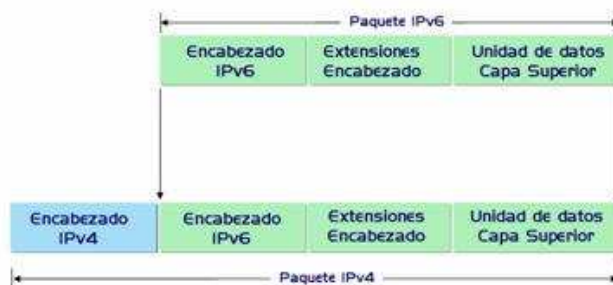 Paquete IPv6
Encabezado
IPv6
Extensiones
Encabezado
Unidad de datos
Capa Superior
Encabezado
IPv4
Encabezado
IPv6
Extensiones
Encabezado
Unidad de datos
Capa Superior
Paquete IPv4